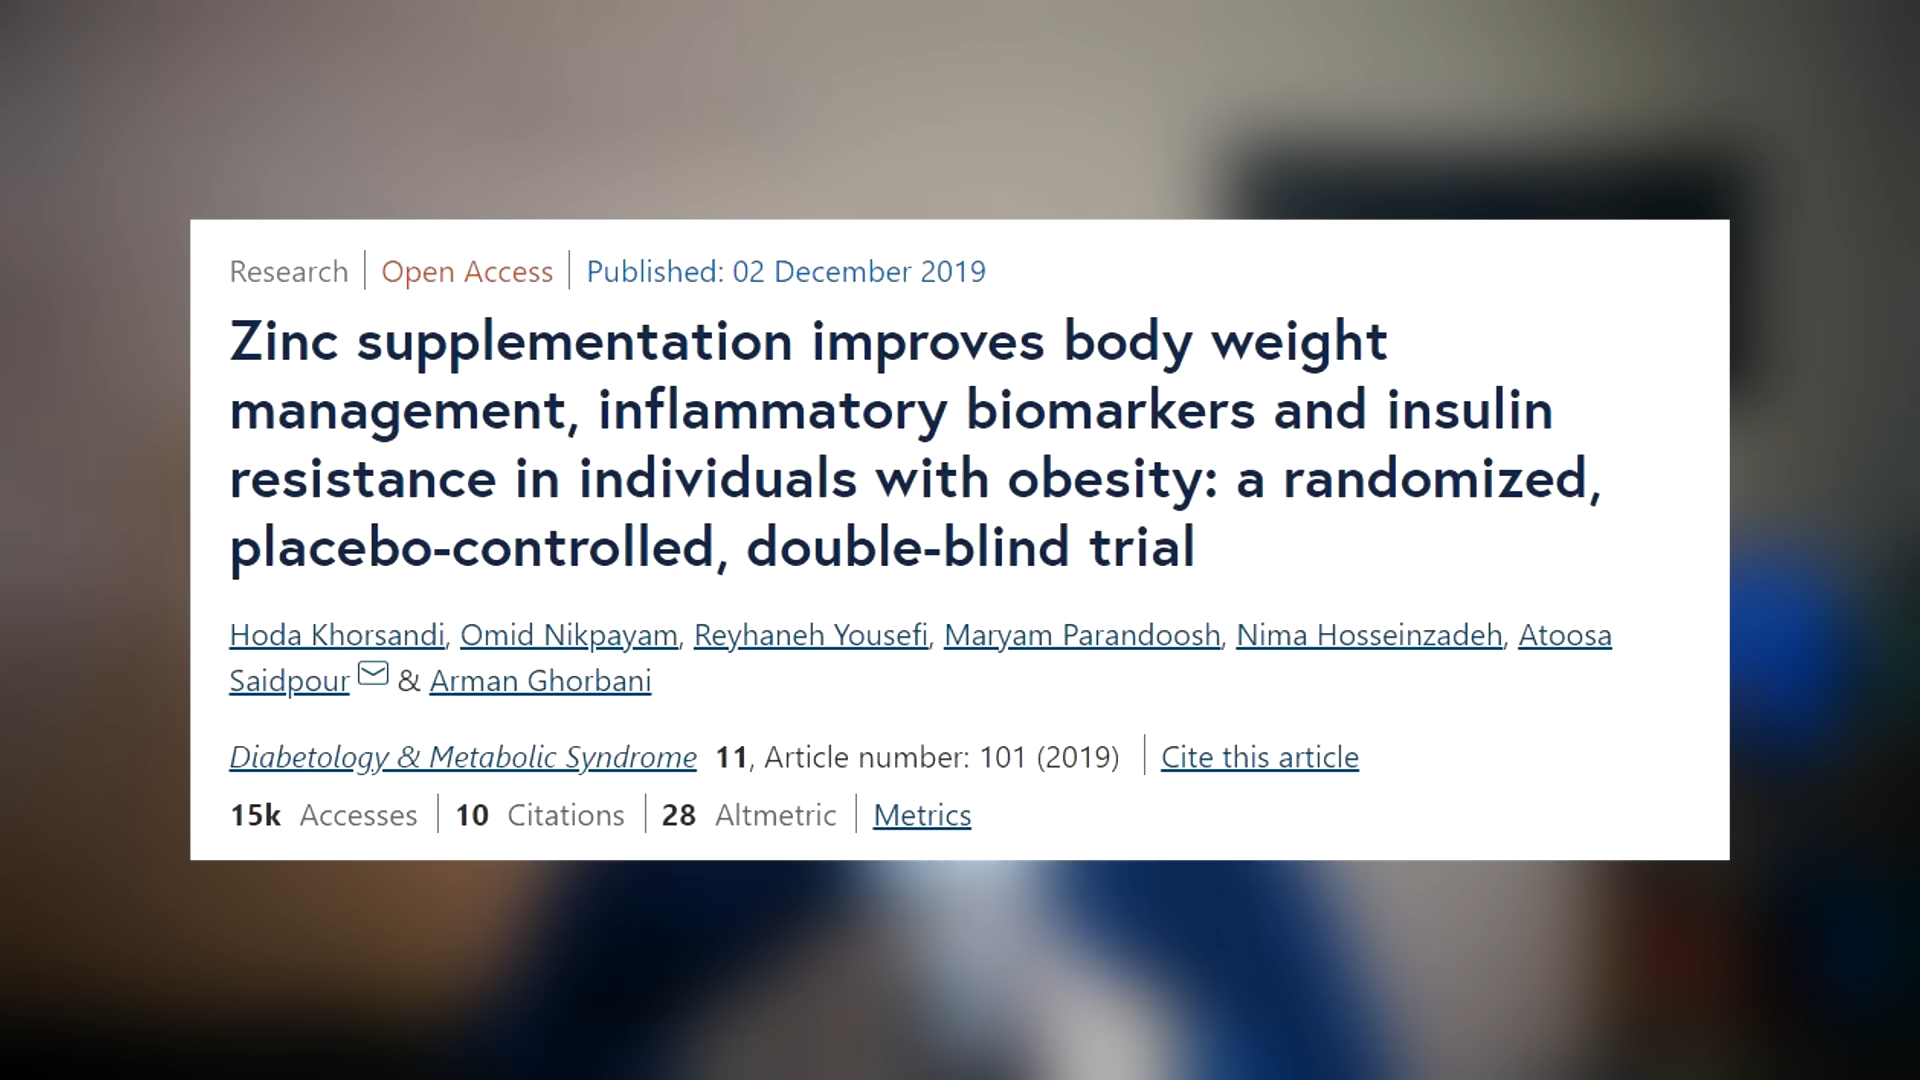 Research | Open Access | Published: 02 December 2019
Zinc supplementation improves body weight
management, inflammatory biomarkers and insulin
resistance in individuals with obesity: a randomized,
placebo-controlled, double-blind trial
Hoda Khorsandi, Omid Nikpayam, Reyhaneh Yousefi, Maryam Parandoosh, Nima Hosseinzadeh, Atoosa
Saidpour & Arman Ghorbani
Diabetology & Metabolic Syndrome 11, Article number: 101 (2019) | Cite this article
15k Accesses | 10 Citations | 28 Altmetric | Metrics